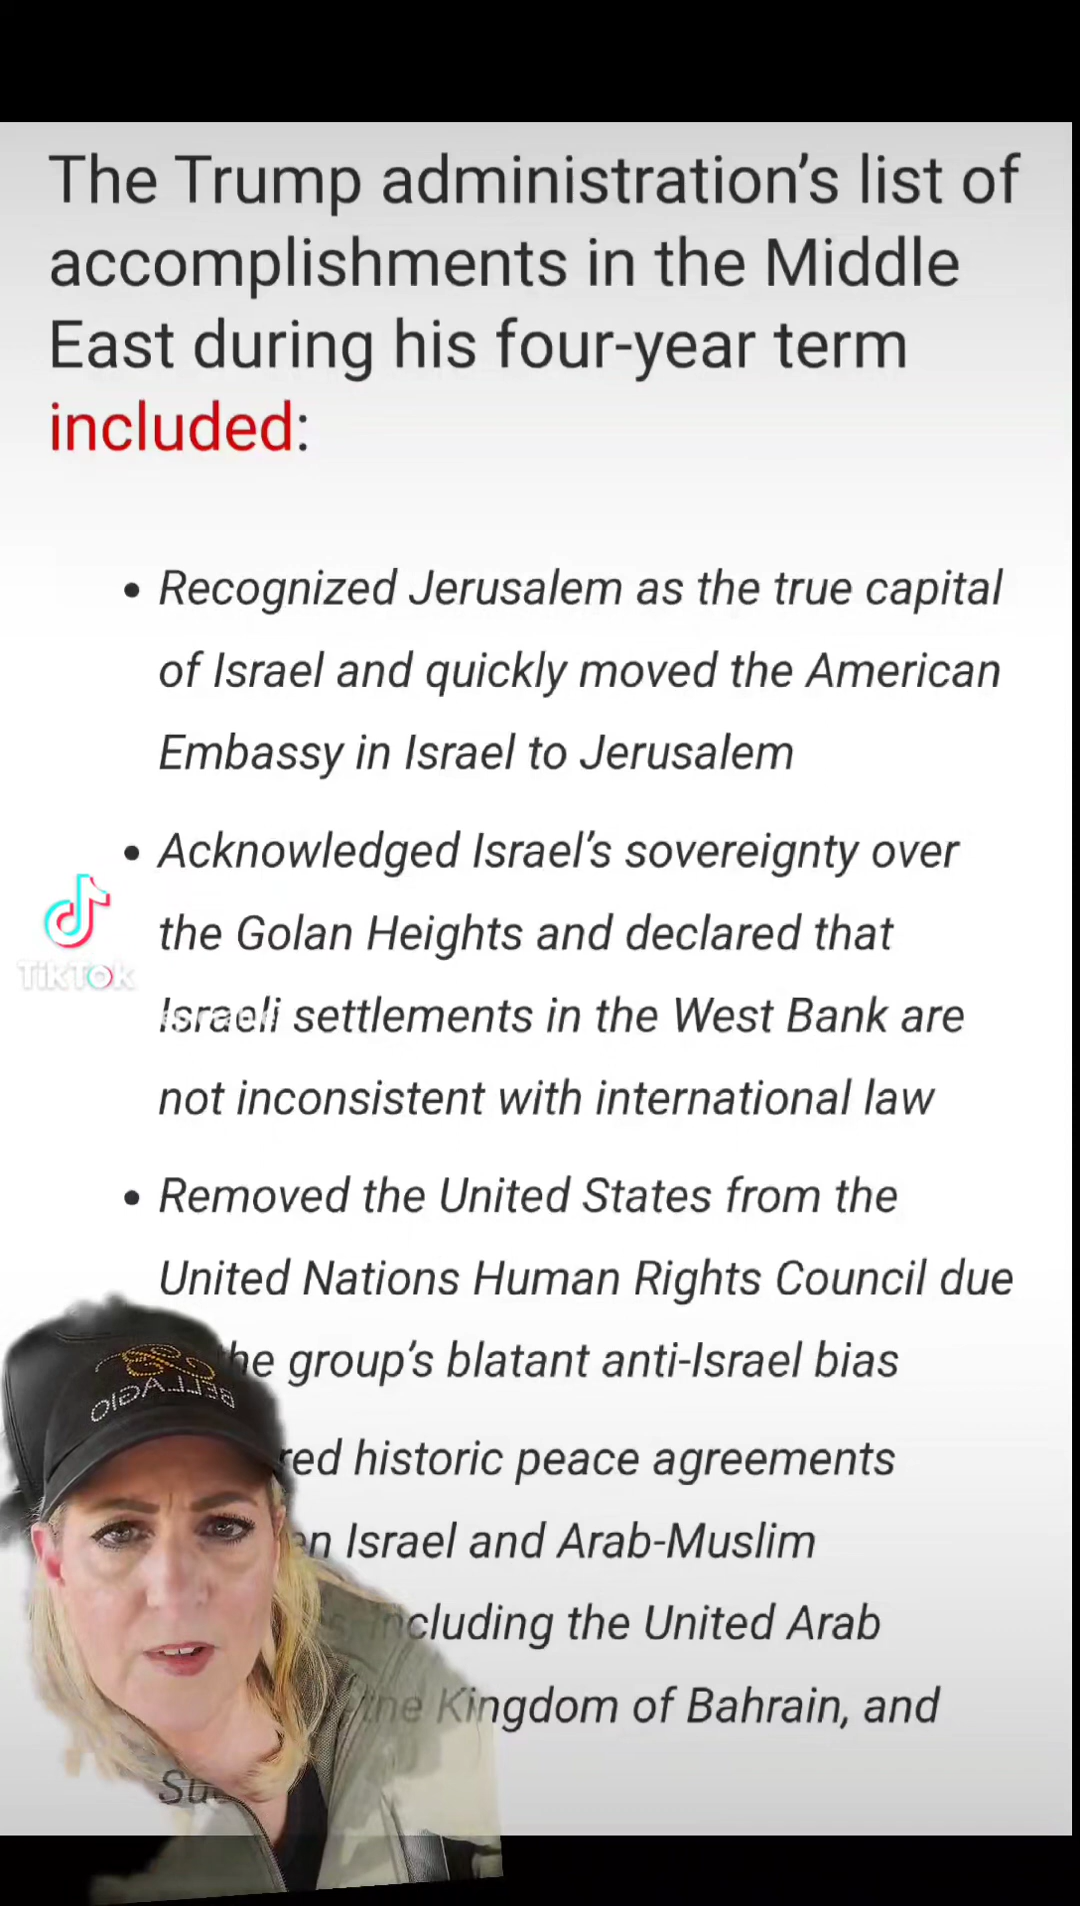 The Trump administration’s list of
accomplishments in the Middle
East during his four-year term
included:
• Recognized Jerusalem as the true capital
of Israel and quickly moved the American
Embassy in Israel to Jerusalem
• Acknowledged Israel’s sovereignty over
the Golan Heights and declared that
Israeli settlements in the West Bank are
not inconsistent with international law
TikTok
• Removed the United States from the
United Nations Human Rights Council due
he group’s blatant anti-Israel bias
red historic peace agreements
en Israel and Arab-Muslim
s, including the United Arab
the Kingdom of Bahrain, and
BELLAGIO